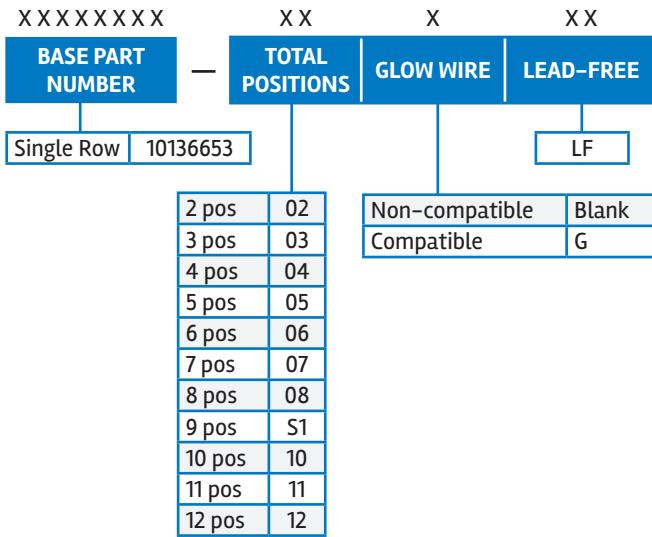 XXXXXXXX XX X XX
BASE PART NUMBER — TOTAL POSITIONS GLOW WIRE LEAD–FREE
Single Row 10136653 LF
2 pos 02 Non–compatible Blank
3 pos 03 Compatible G
4 pos 04
5 pos 05
6 pos 06
7 pos 07
8 pos 08
9 pos S1
10 pos 10
11 pos 11
12 pos 12